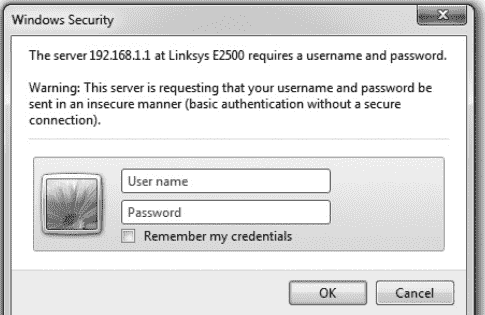 Windows Security
The server 192.168.1.1 at Linksys E2500 requires a username and password.
Warning: This server is requesting that your username and password be
sent in an insecure manner (basic authentication without a secure
connection).
User name
Password
Remember my credentials
OK
Cancel